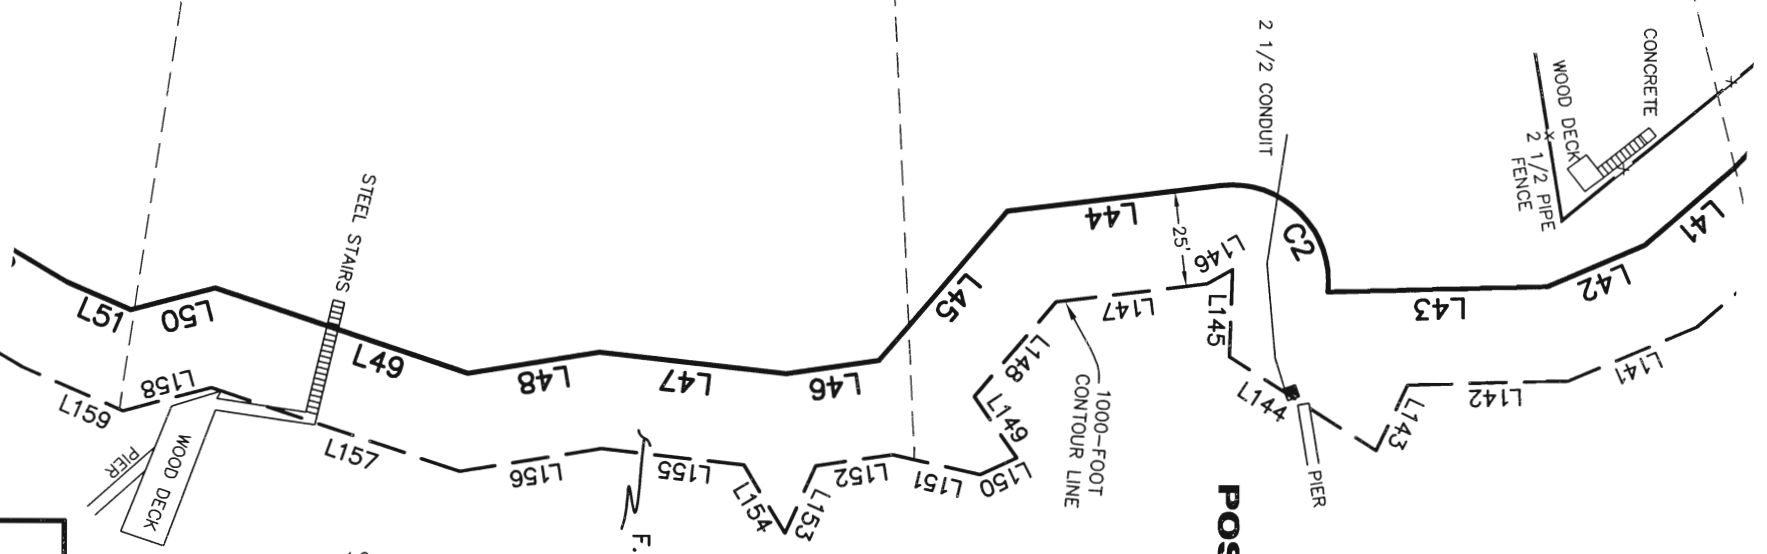 2 1/2 CONDUIT
CONCRETE
WOOD DECK
2 1/2 PIPE
FENCE
STEEL STAIRS
L41
L42
L43
C2
L44
25'
L45
L46
L47
L48
L49
L50
L51
L141
L142
L143
L144
L145
L146
L147
L148
L149
L150
L151
L152
L153
L154
L155
L156
L157
L158
L159
1000-FOOT
CONTOUR LINE
PIER
PIER
WOOD DECK
F.
POS